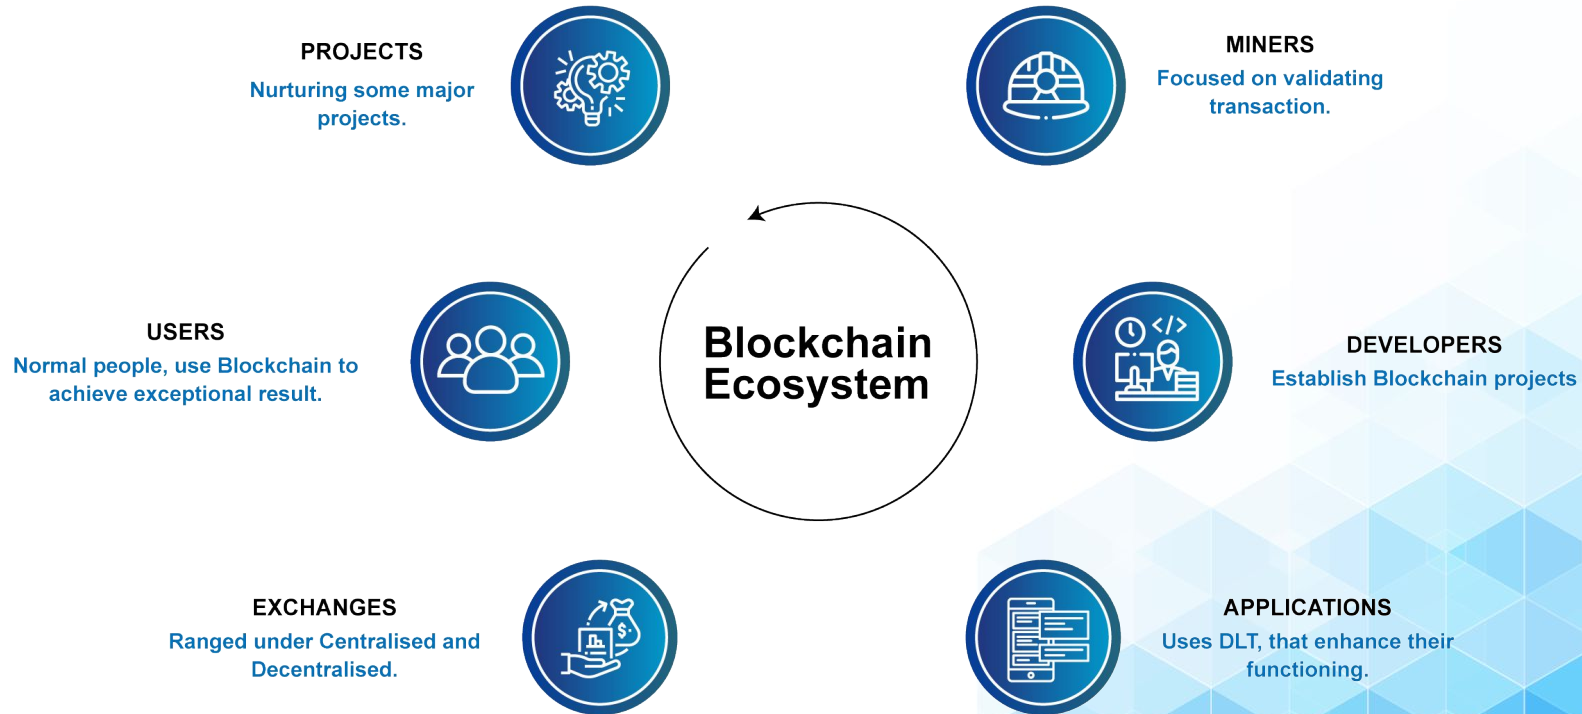 PROJECTS
Nurturing some major
projects.
MINERS
Focused on validating
transaction.
USERS
Normal people, use Blockchain to
achieve exceptional result.
Blockchain
Ecosystem
</>
DEVELOPERS
Establish Blockchain projects
EXCHANGES
Ranged under Centralised and
Decentralised.
$
APPLICATIONS
Uses DLT, that enhance their
functioning.